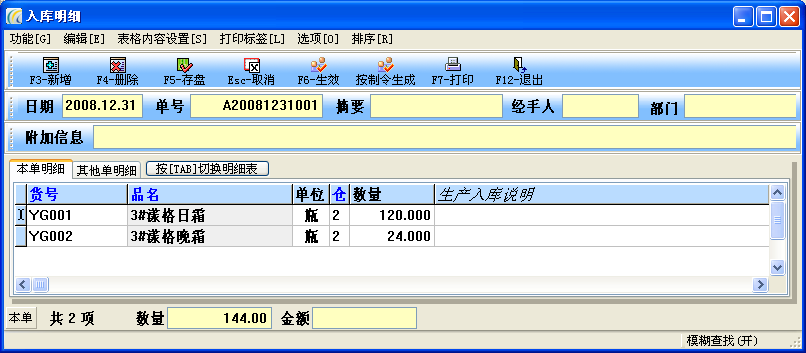 入库明细
功能[G] 编辑[E] 表格内容设置[S] 打印标签[L] 选项[O] 排序[R]
F3-新增 F4-删除 F5-存盘 Esc-取消 F6-生效 按制令生成 F7-打印 F12-退出
日期 2008.12.31 单号 A20081231001 摘要 经手人 部门
附加信息
本单明细 其他单明细 按[TAB]切换明细表
货号 品名 单位 仓 数量 生产入库说明
YG001 3#漾格日霜 瓶 2 120.000
YG002 3#漾格晚霜 瓶 2 24.000
本单 共 2 项 数量 144.00 金额
模糊查找(开)